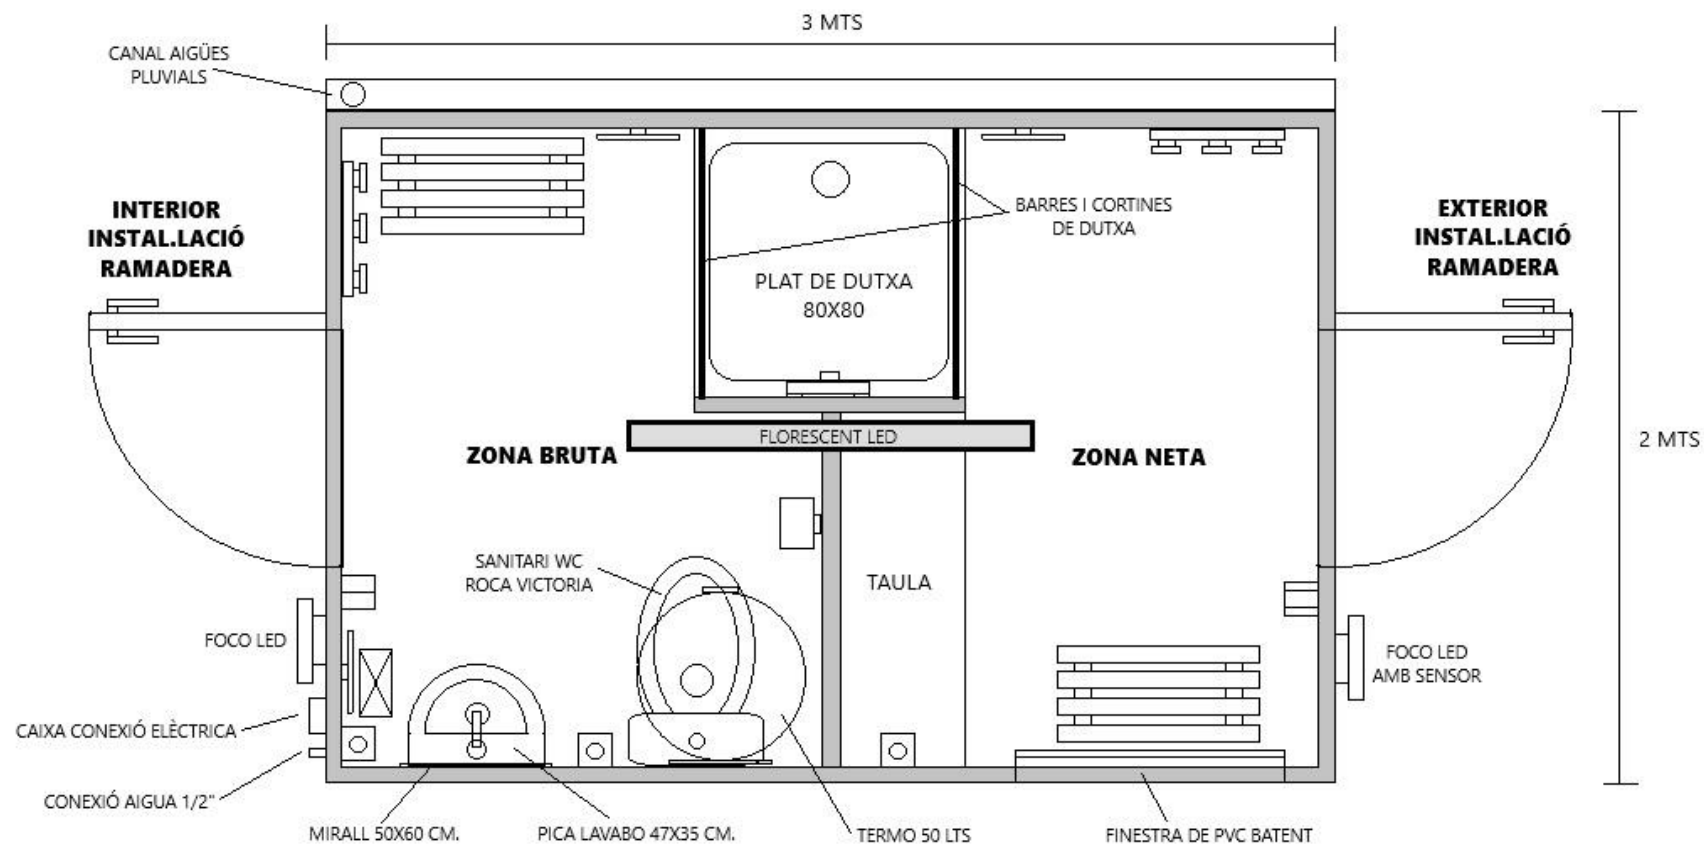 3 MTS
CANAL AIGÜES
PLUVIALS
INTERIOR
INSTAL.LACIÓ
RAMADERA
BARRES I CORTINES
DE DUTXA
EXTERIOR
INSTAL.LACIÓ
RAMADERA
PLAT DE DUTXA
80X80
FLORESCENT LED
ZONA BRUTA
ZONA NETA
2 MTS
SANITARI WC
ROCA VICTORIA
TAULA
FOCO LED
FOCO LED
AMB SENSOR
CAIXA CONEXIÓ ELÈCTRICA
CONEXIÓ AIGUA 1/2"
MIRALL 50X60 CM.
PICA LAVABO 47X35 CM.
TERMO 50 LTS
FINESTRA DE PVC BATENT